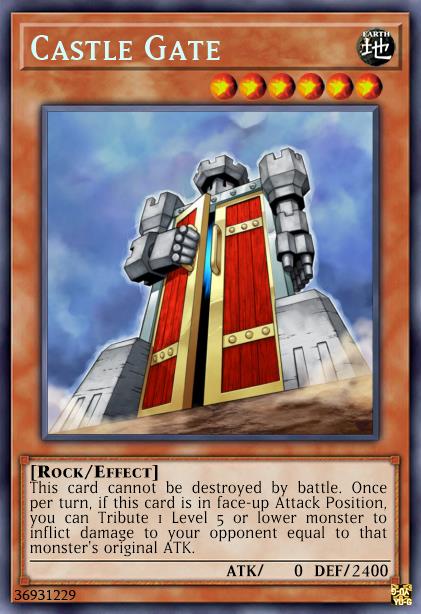 CASTLE GATE
EARTH
地
[ROCK/EFFECT]
This card cannot be destroyed by battle. Once
per turn, if this card is in face-up Attack Position,
you can Tribute 1 Level 5 or lower monster to
inflict damage to your opponent equal to that
monster's original ATK.
ATK/ 0 DEF/2400
36931229